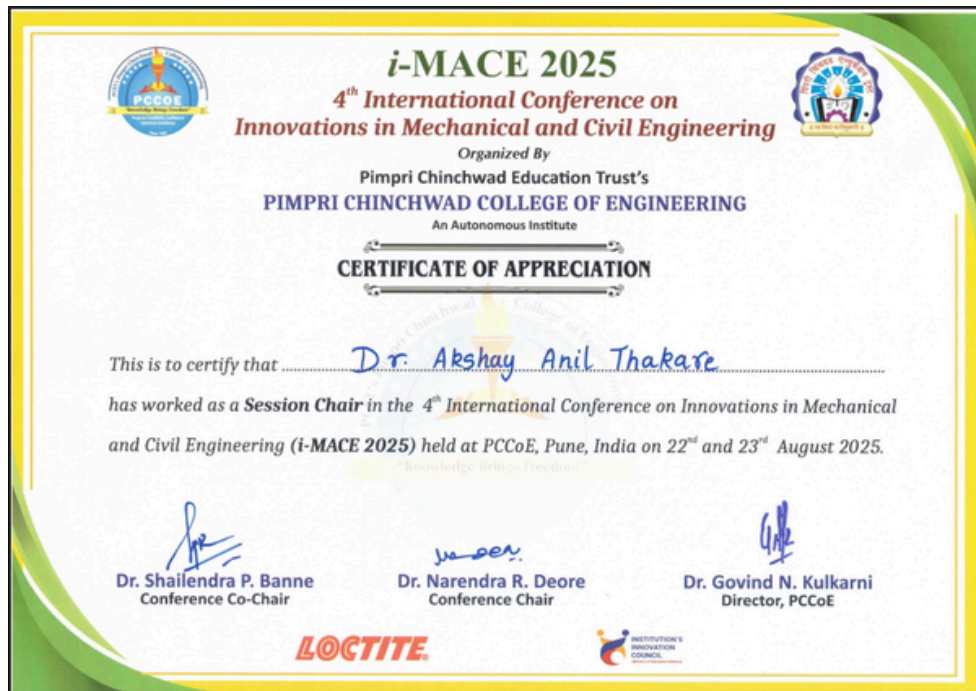 i-MACE 2025
4th International Conference on
Innovations in Mechanical and Civil Engineering
Organized By
Pimpri Chinchwad Education Trust's
PIMPRI CHINCHWAD COLLEGE OF ENGINEERING
An Autonomous Institute
CERTIFICATE OF APPRECIATION
This is to certify that Dr. Akshay Anil Thakare
has worked as a Session Chair in the 4th International Conference on Innovations in Mechanical
and Civil Engineering (i-MACE 2025) held at PCCoE, Pune, India on 22nd and 23rd August 2025.
"Knowledge Brings Freedom"
Dr. Shailendra P. Banne
Conference Co-Chair
Dr. Narendra R. Deore
Conference Chair
Dr. Govind N. Kulkarni
Director, PCCoE
PCCOE
LOCTITE.
INSTITUTION'S
INNOVATION
COUNCIL